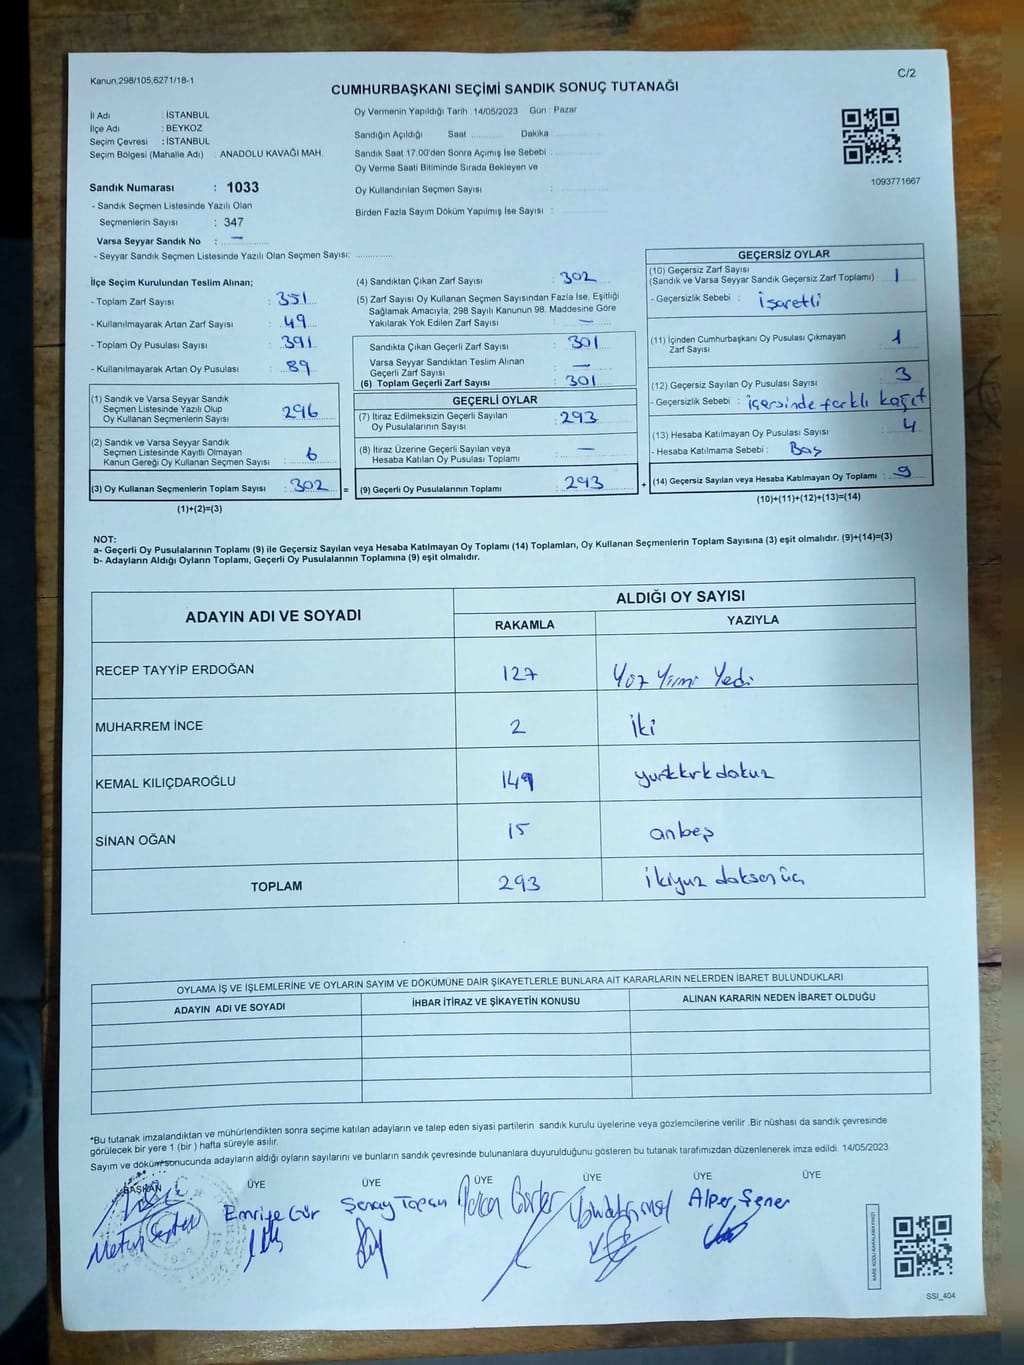 Kanun:298/105,6271/18-1
C/2
CUMHURBAŞKANI SEÇİMİ SANDIK SONUÇ TUTANAĞI
İl Adı : İSTANBUL
İlçe Adı : BEYKOZ
Seçim Çevresi : İSTANBUL
Seçim Bölgesi (Mahalle Adı) : ANADOLU KAVAĞI MAH.
Sandık Numarası : 1033
- Sandık Seçmen Listesinde Yazılı Olan
Seçmenlerin Sayısı : 347
Varsa Seyyar Sandık No : —
- Seyyar Sandık Seçmen Listesinde Yazılı Olan Seçmen Sayısı:
Oy Vermenin Yapıldığı Tarih : 14/05/2023 Gün : Pazar
Sandığın Açıldığı Saat Dakika
Sandık Saat 17:00'den Sonra Açımış İse Sebebi :
Oy Verme Saati Bitiminde Sırada Bekleyen ve
Oy Kullandırılan Seçmen Sayısı :
Birden Fazla Sayım Döküm Yapılmış İse Sayısı :
1093771667
İlçe Seçim Kurulundan Teslim Alınan;
- Toplam Zarf Sayısı : 351
- Kullanılmayarak Artan Zarf Sayısı : 49
- Toplam Oy Pusulası Sayısı : 391
- Kullanılmayarak Artan Oy Pusulası : 89
(1) Sandık ve Varsa Seyyar Sandık
Seçmen Listesinde Yazılı Olup
Oy Kullanan Seçmenlerin Sayısı : 296
(2) Sandık ve Varsa Seyyar Sandık
Seçmen Listesinde Kayıtlı Olmayan
Kanun Gereği Oy Kullanan Seçmen Sayısı : 6
(3) Oy Kullanan Seçmenlerin Toplam Sayısı : 302 =
(1)+(2)=(3)
(4) Sandıktan Çıkan Zarf Sayısı : 302
(5) Zarf Sayısı Oy Kullanan Seçmen Sayısından Fazla İse, Eşitliği
Sağlamak Amacıyla; 298 Sayılı Kanunun 98. Maddesine Göre
Yakılarak Yok Edilen Zarf Sayısı : —
Sandıkta Çıkan Geçerli Zarf Sayısı : 301
Varsa Seyyar Sandıktan Teslim Alınan
Geçerli Zarf Sayısı : —
(6) Toplam Geçerli Zarf Sayısı : 301
GEÇERLİ OYLAR
(7) İtiraz Edilmeksizin Geçerli Sayılan
Oy Pusulalarının Sayısı : 293
(8) İtiraz Üzerine Geçerli Sayılan veya
Hesaba Katılan Oy Pusulası Toplamı : —
(9) Geçerli Oy Pusulalarının Toplamı : 293 +
GEÇERSİZ OYLAR
(10) Geçersiz Zarf Sayısı
(Sandık ve Varsa Seyyar Sandık Geçersiz Zarf Toplamı) : 1
- Geçersizlik Sebebi : İşaretli
(11) İçinden Cumhurbaşkanı Oy Pusulası Çıkmayan
Zarf Sayısı : 1
(12) Geçersiz Sayılan Oy Pusulası Sayısı : 3
- Geçersizlik Sebebi : içersinde farklı kağıt
(13) Hesaba Katılmayan Oy Pusulası Sayısı : 4
- Hesaba Katılmama Sebebi : Boş
(14) Geçersiz Sayılan veya Hesaba Katılmayan Oy Toplamı : 9
(10)+(11)+(12)+(13)=(14)
NOT:
a- Geçerli Oy Pusulalarının Toplamı (9) ile Geçersiz Sayılan veya Hesaba Katılmayan Oy Toplamı (14) Toplamları, Oy Kullanan Seçmenlerin Toplam Sayısına (3) eşit olmalıdır. (9)+(14)=(3)
b- Adayların Aldığı Oyların Toplamı, Geçerli Oy Pusulalarının Toplamına (9) eşit olmalıdır.
ADAYIN ADI VE SOYADI
ALDIĞI OY SAYISI
RAKAMLA YAZIYLA
RECEP TAYYİP ERDOĞAN 127 Yüz Yirmi Yedi
MUHARREM İNCE 2 İki
KEMAL KILIÇDAROĞLU 149 yuzkırkdokuz
SİNAN OĞAN 15 onbeş
TOPLAM 293 ikiyuz doksan üç
OYLAMA İŞ VE İŞLEMLERİNE VE OYLARIN SAYIM VE DÖKÜMÜNE DAİR ŞİKAYETLERLE BUNLARA AİT KARARLARIN NELERDEN İBARET BULUNDUKLARI
ADAYIN ADI VE SOYADI İHBAR İTİRAZ VE ŞİKAYETİN KONUSU ALINAN KARARIN NEDEN İBARET OLDUĞU
*Bu tutanak imzalandıktan ve mühürlendikten sonra seçime katılan adayların ve talep eden siyasi partilerin sandık kurulu üyelerine veya gözlemcilerine verilir .Bir nüshası da sandık çevresinde
görülecek bir yere 1 (bir ) hafta süreyle asılır.
Sayım ve döküm sonucunda adayların aldığı oyların sayılarını ve bunların sandık çevresinde bulunanlara duyurulduğunu gösteren bu tutanak tarafımızdan düzenlenerek imza edildi. 14/05/2023
BAŞKAN ÜYE ÜYE ÜYE ÜYE ÜYE ÜYE
Emriye Gür Şenay Topcu Alper Şener
KARE KODU KARALAMAYINIZ!
SSI_404